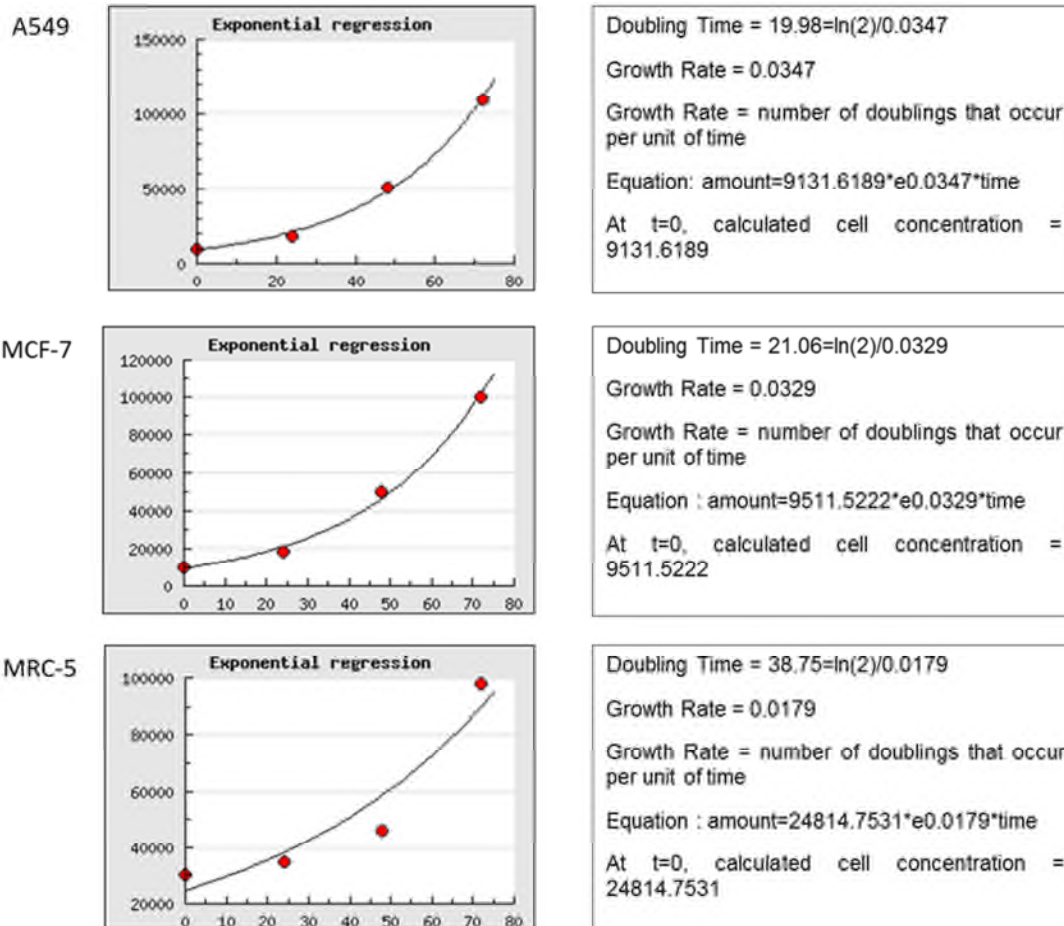 A549
Exponential regression
150000
100000
50000
0
0 20 40 60 80
Doubling Time = 19.98=ln(2)/0.0347
Growth Rate = 0.0347
Growth Rate = number of doublings that occur
per unit of time
Equation: amount=9131.6189*e0.0347*time
At t=0, calculated cell concentration =
9131.6189
MCF-7
Exponential regression
120000
100000
80000
60000
40000
20000
0
0 10 20 30 40 50 60 70 80
Doubling Time = 21.06=ln(2)/0.0329
Growth Rate = 0.0329
Growth Rate = number of doublings that occur
per unit of time
Equation : amount=9511.5222*e0.0329*time
At t=0, calculated cell concentration =
9511.5222
MRC-5
Exponential regression
100000
80000
60000
40000
20000
0 10 20 30 40 50 60 70 80
Doubling Time = 38.75=ln(2)/0.0179
Growth Rate = 0.0179
Growth Rate = number of doublings that occur
per unit of time
Equation : amount=24814.7531*e0.0179*time
At t=0, calculated cell concentration =
24814.7531